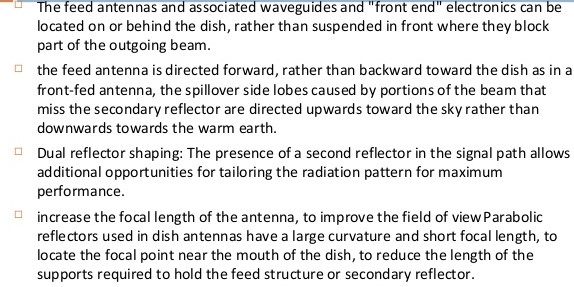 The feed antennas and associated waveguides and "front end" electronics can be
located on or behind the dish, rather than suspended in front where they block
part of the outgoing beam.
the feed antenna is directed forward, rather than backward toward the dish as in a
front-fed antenna, the spillover side lobes caused by portions of the beam that
miss the secondary reflector are directed upwards toward the sky rather than
downwards towards the warm earth.
Dual reflector shaping: The presence of a second reflector in the signal path allows
additional opportunities for tailoring the radiation pattern for maximum
performance.
increase the focal length of the antenna, to improve the field of view Parabolic
reflectors used in dish antennas have a large curvature and short focal length, to
locate the focal point near the mouth of the dish, to reduce the length of the
supports required to hold the feed structure or secondary reflector.